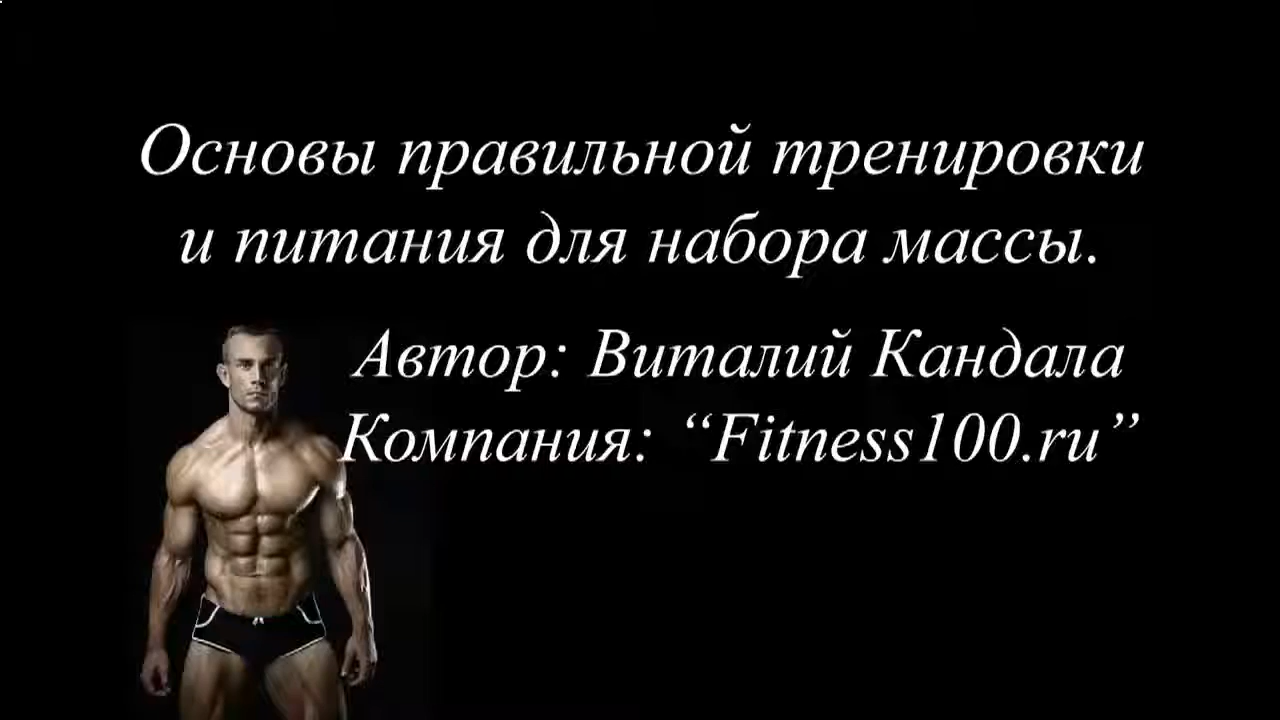 Основы правильной тренировки
и питания для набора массы.
Автор: Виталий Кандала
Компания: “Fitness100.ru”